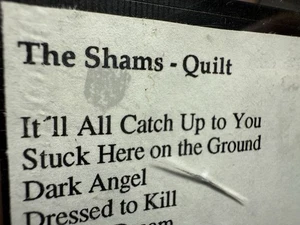 The Shams - Quilt
It´ll All Catch Up to You
Stuck Here on the Ground
Dark Angel
Dressed to Kill